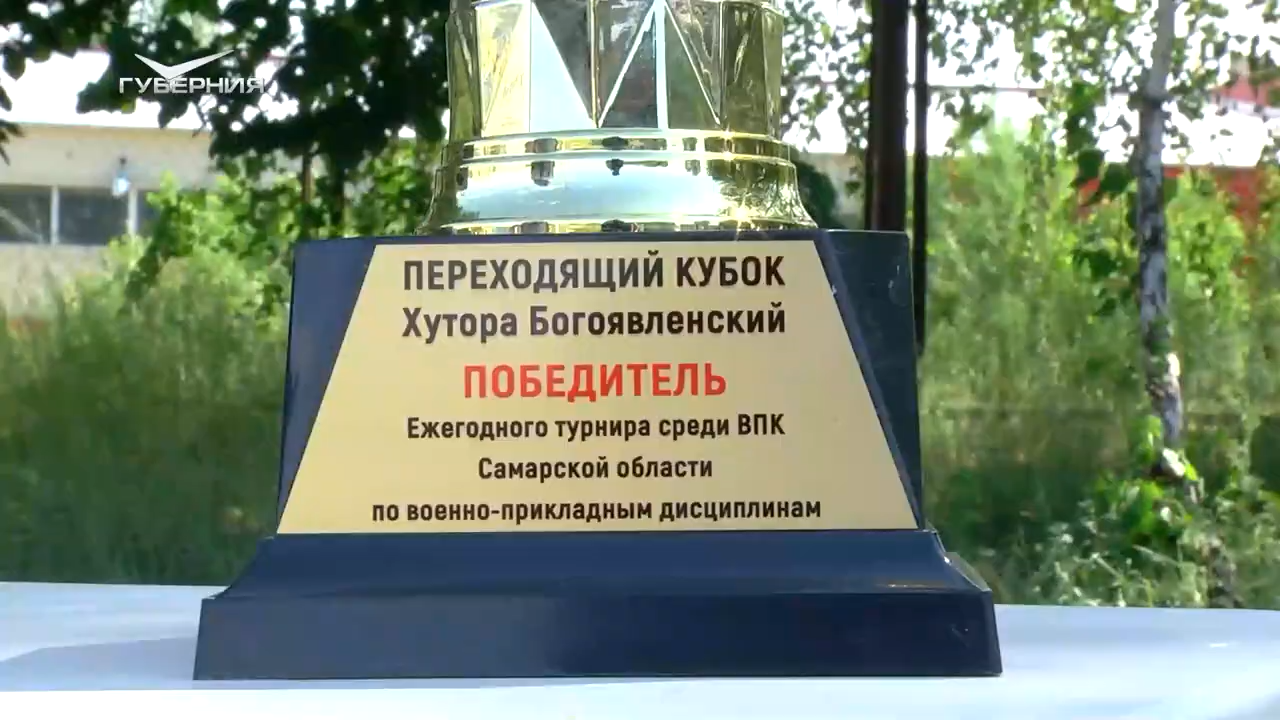 ГУБЕРНИЯ
ПЕРЕХОДЯЩИЙ КУБОК
Хутора Богоявленский
ПОБЕДИТЕЛЬ
Ежегодного турнира среди ВПК
Самарской области
по военно-прикладным дисциплинам